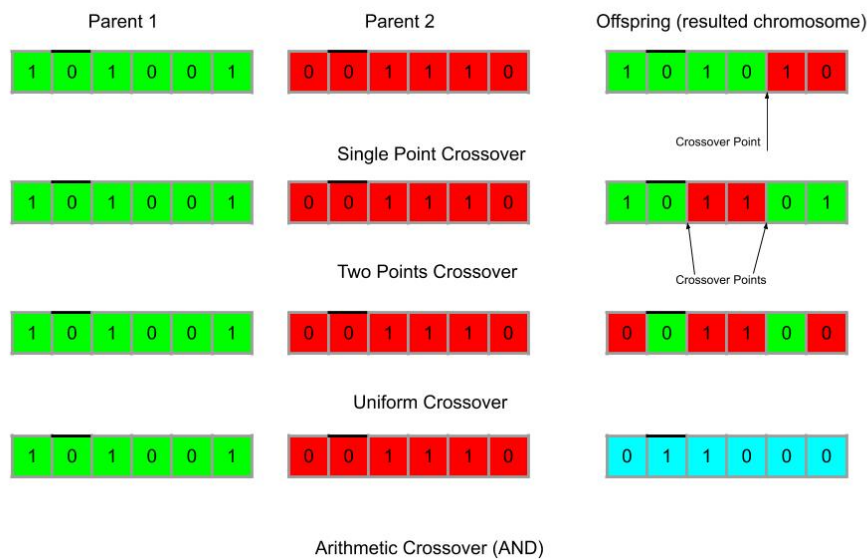 Parent 1 Parent 2 Offspring (resulted chromosome)
1 0 1 0 0 1 0 0 1 1 1 0 1 0 1 0 1 0
Crossover Point
Single Point Crossover
1 0 1 0 0 1 0 0 1 1 1 0 1 0 1 1 0 1
Crossover Points
Two Points Crossover
1 0 1 0 0 1 0 0 1 1 1 0 0 0 1 1 0 0
Uniform Crossover
1 0 1 0 0 1 0 0 1 1 1 0 0 1 1 0 0 0
Arithmetic Crossover (AND)